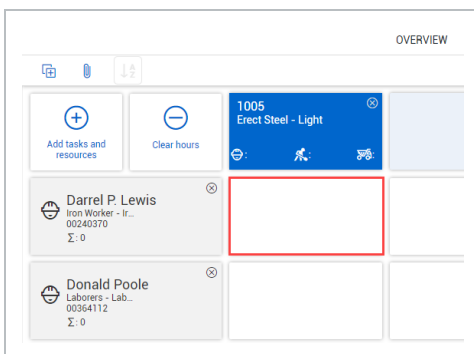 OVERVIEW
Add tasks and
resources
Clear hours
1005
Erect Steel - Light
:
:
:
Darrel P. Lewis
Iron Worker - Ir...
00240370
Σ: 0
Donald Poole
Laborers - Lab...
00364112
Σ: 0